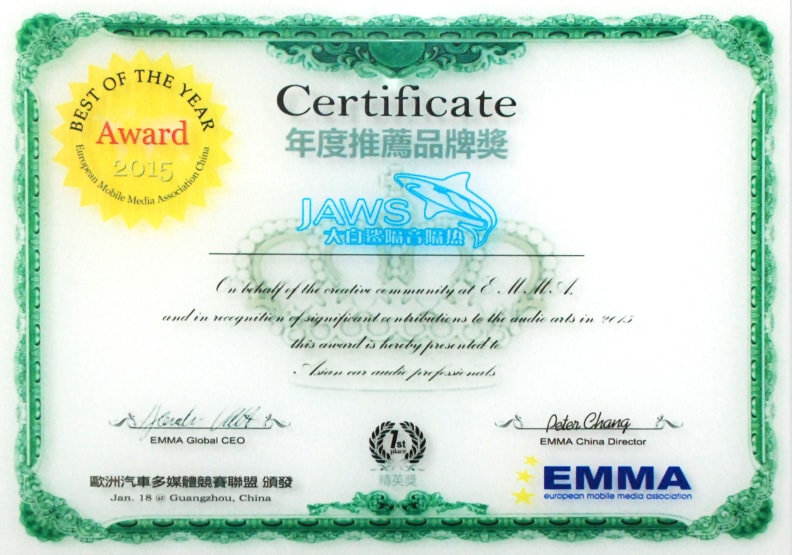 BEST OF THE YEAR
Award
2015
European Mobile Media Association China
Certificate
年度推薦品牌獎
JAWS
大白鲨隔音隔热
On behalf of the creative community at E.M.M.A.
and in recognition of significant contributions to the audio arts in 2015
this award is hereby presented to
Asian car audio professionals
EMMA Global CEO
Peter Chang
EMMA China Director
1st
place
精英獎
歐洲汽車多媒體競賽聯盟 頒發
Jan. 18 @ Guangzhou, China
EMMA
european mobile media association